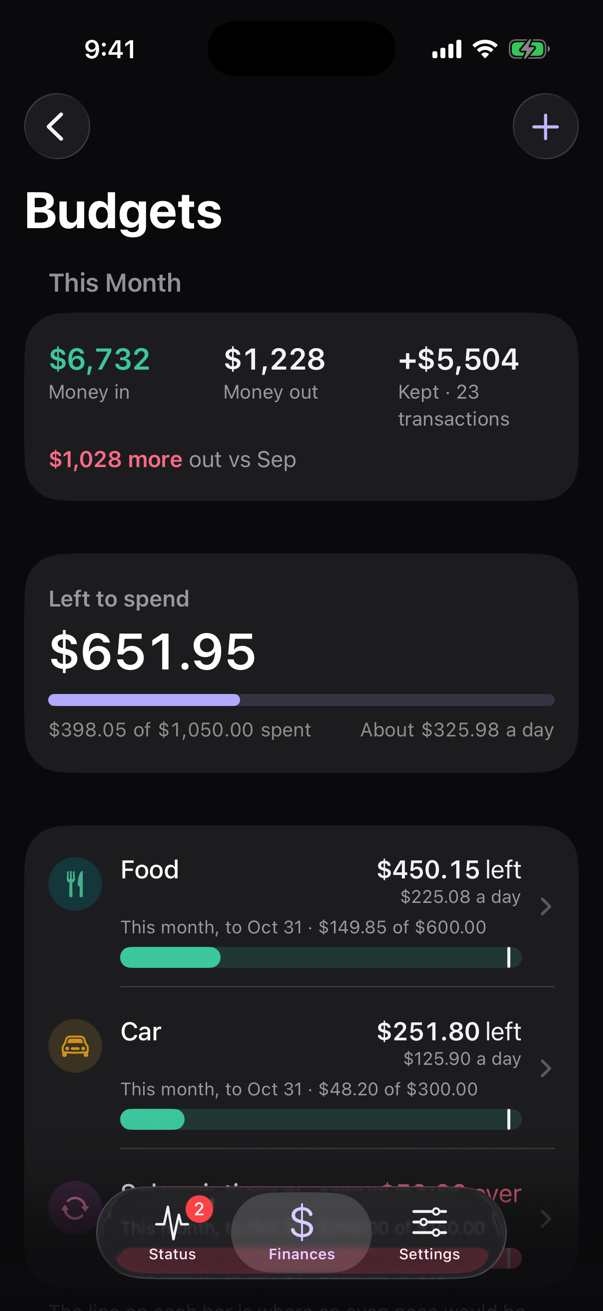 9:41
Budgets
This Month
$6,732
Money in
$1,228
Money out
+$5,504
Kept · 23
transactions
$1,028 more out vs Sep
Left to spend
$651.95
$398.05 of $1,050.00 spent
About $325.98 a day
Food
$450.15 left
$225.08 a day
This month, to Oct 31 · $149.85 of $600.00
Car
$251.80 left
$125.90 a day
This month, to Oct 31 · $48.20 of $300.00
over
2
Status
$
Finances
Settings